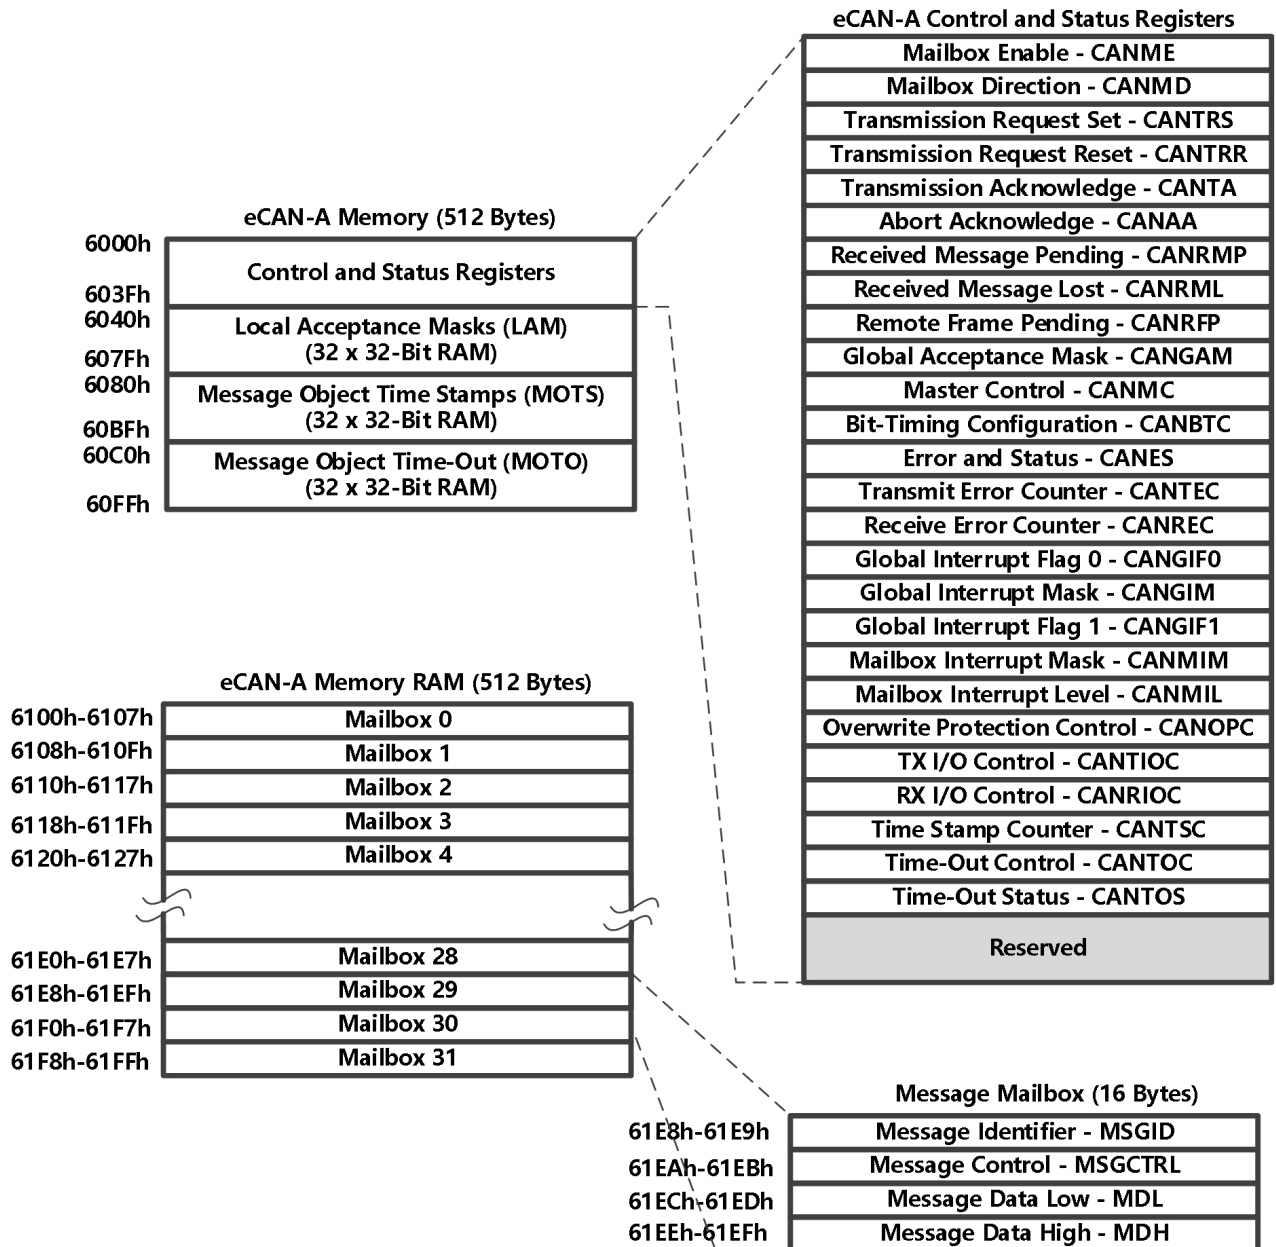 eCAN-A Control and Status Registers
Mailbox Enable - CANME
Mailbox Direction - CANMD
Transmission Request Set - CANTRS
Transmission Request Reset - CANTRR
Transmission Acknowledge - CANTA
Abort Acknowledge - CANAA
Received Message Pending - CANRMP
Received Message Lost - CANRML
Remote Frame Pending - CANRFP
Global Acceptance Mask - CANGAM
Master Control - CANMC
Bit-Timing Configuration - CANBTC
Error and Status - CANES
Transmit Error Counter - CANTEC
Receive Error Counter - CANREC
Global Interrupt Flag 0 - CANGIF0
Global Interrupt Mask - CANGIM
Global Interrupt Flag 1 - CANGIF1
Mailbox Interrupt Mask - CANMIM
Mailbox Interrupt Level - CANMIL
Overwrite Protection Control - CANOPC
TX I/O Control - CANTIOC
RX I/O Control - CANRIOC
Time Stamp Counter - CANTSC
Time-Out Control - CANTOC
Time-Out Status - CANTOS
Reserved
eCAN-A Memory (512 Bytes)
6000h
Control and Status Registers
603Fh
6040h
Local Acceptance Masks (LAM)
(32 x 32-Bit RAM)
607Fh
6080h
Message Object Time Stamps (MOTS)
(32 x 32-Bit RAM)
60BFh
60C0h
Message Object Time-Out (MOTO)
(32 x 32-Bit RAM)
60FFh
eCAN-A Memory RAM (512 Bytes)
6100h-6107h Mailbox 0
6108h-610Fh Mailbox 1
6110h-6117h Mailbox 2
6118h-611Fh Mailbox 3
6120h-6127h Mailbox 4
61E0h-61E7h Mailbox 28
61E8h-61EFh Mailbox 29
61F0h-61F7h Mailbox 30
61F8h-61FFh Mailbox 31
Message Mailbox (16 Bytes)
61E8h-61E9h Message Identifier - MSGID
61EAh-61EBh Message Control - MSGCTRL
61ECh-61EDh Message Data Low - MDL
61EEh-61EFh Message Data High - MDH